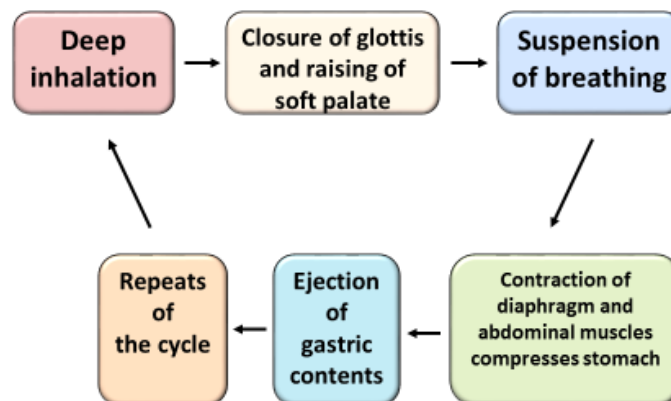 Deep
inhalation
Closure of glottis
and raising of
soft palate
Suspension
of breathing
Contraction of
diaphragm and
abdominal muscles
compresses stomach
Ejection
of
gastric
contents
Repeats
of
the cycle